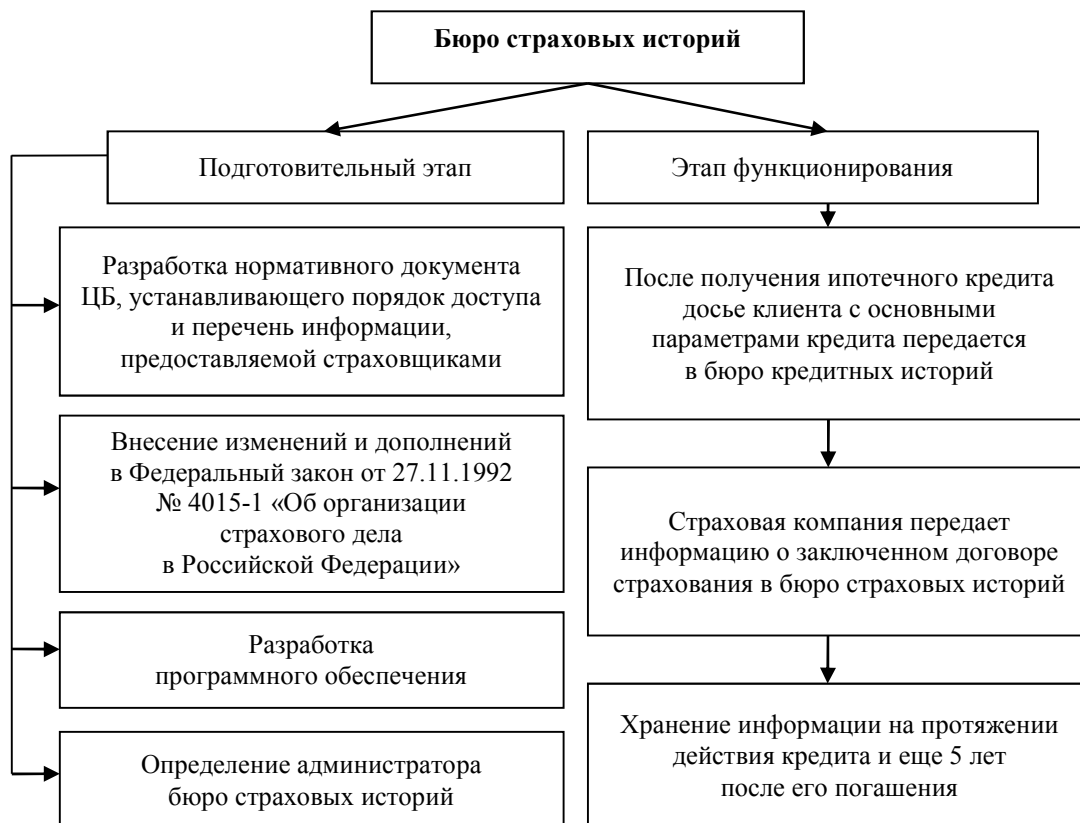 Бюро страховых историй
Подготовительный этап
Разработка нормативного документа
ЦБ, устанавливающего порядок доступа
и перечень информации,
предоставляемой страховщиками
Внесение изменений и дополнений
в Федеральный закон от 27.11.1992
№ 4015-1 «Об организации
страхового дела
в Российской Федерации»
Разработка
программного обеспечения
Определение администратора
бюро страховых историй
Этап функционирования
После получения ипотечного кредита
досье клиента с основными
параметрами кредита передается
в бюро кредитных историй
Страховая компания передает
информацию о заключенном договоре
страхования в бюро страховых историй
Хранение информации на протяжении
действия кредита и еще 5 лет
после его погашения